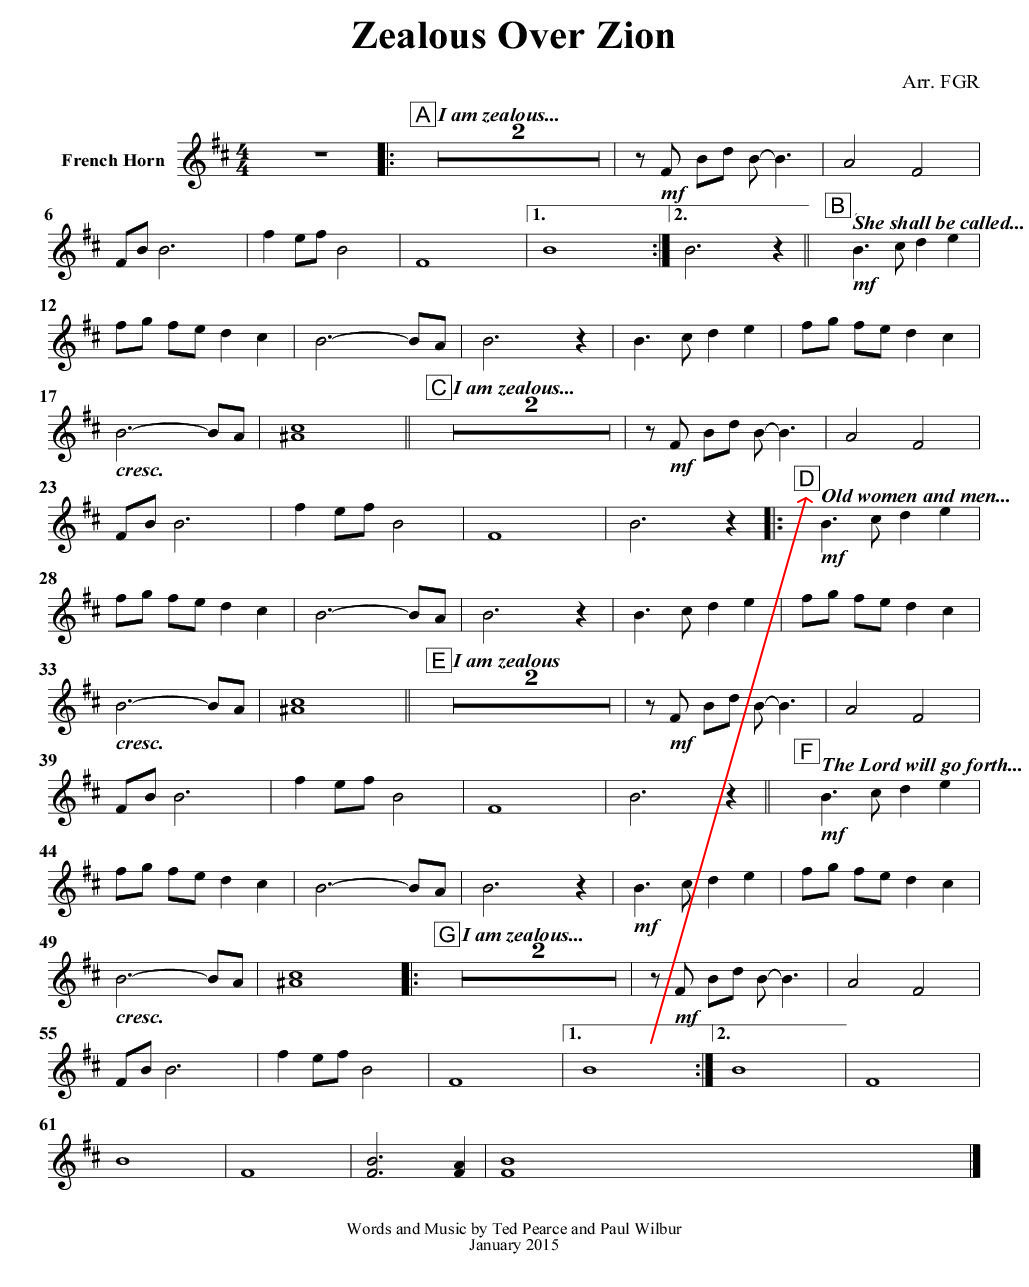 Zealous Over Zion
Arr. FGR
A I am zealous...
2
French Horn
mf
6
1. 2.
B She shall be called...
mf
12
17
C I am zealous...
2
cresc.
mf
23
D Old women and men...
mf
28
33
E I am zealous
2
cresc.
mf
39
F The Lord will go forth...
mf
44
mf
49
G I am zealous...
2
cresc.
mf
55
1. 2.
61
Words and Music by Ted Pearce and Paul Wilbur
January 2015